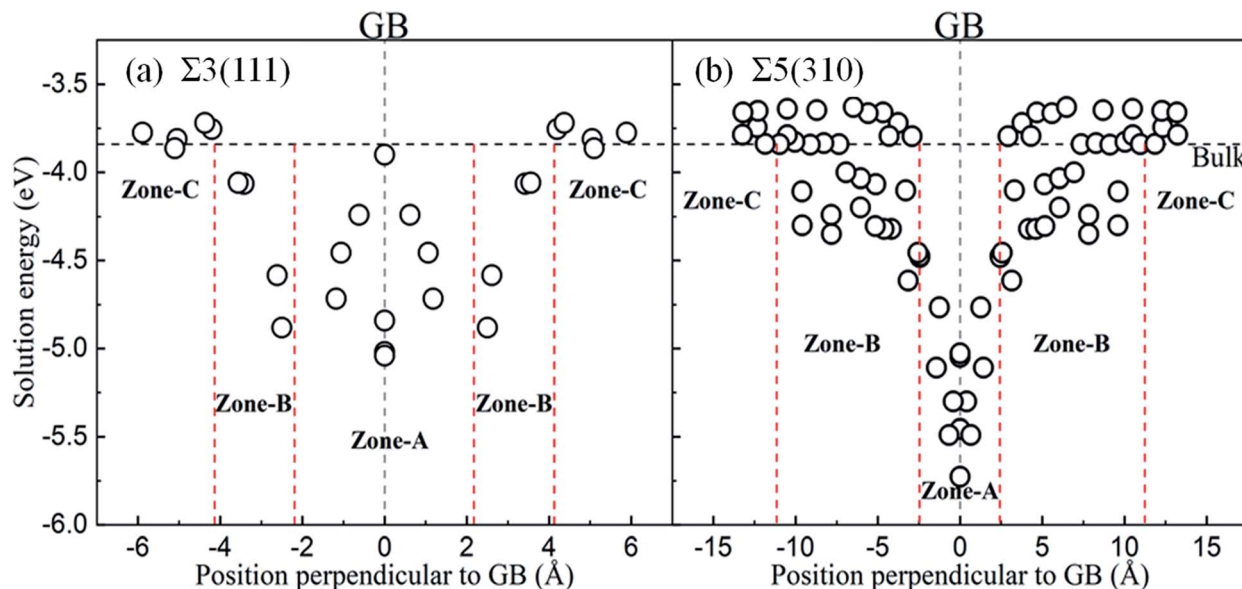 GB GB
(a) Σ3(111) (b) Σ5(310)
-3.5
-4.0
-4.5
-5.0
-5.5
-6.0
Solution energy (eV)
Bulk
Zone-C Zone-C Zone-C Zone-C
Zone-B Zone-B
Zone-B Zone-B
Zone-A
Zone-A
-6 -4 -2 0 2 4 6 -15 -10 -5 0 5 10 15
Position perpendicular to GB (Å) Position perpendicular to GB (Å)